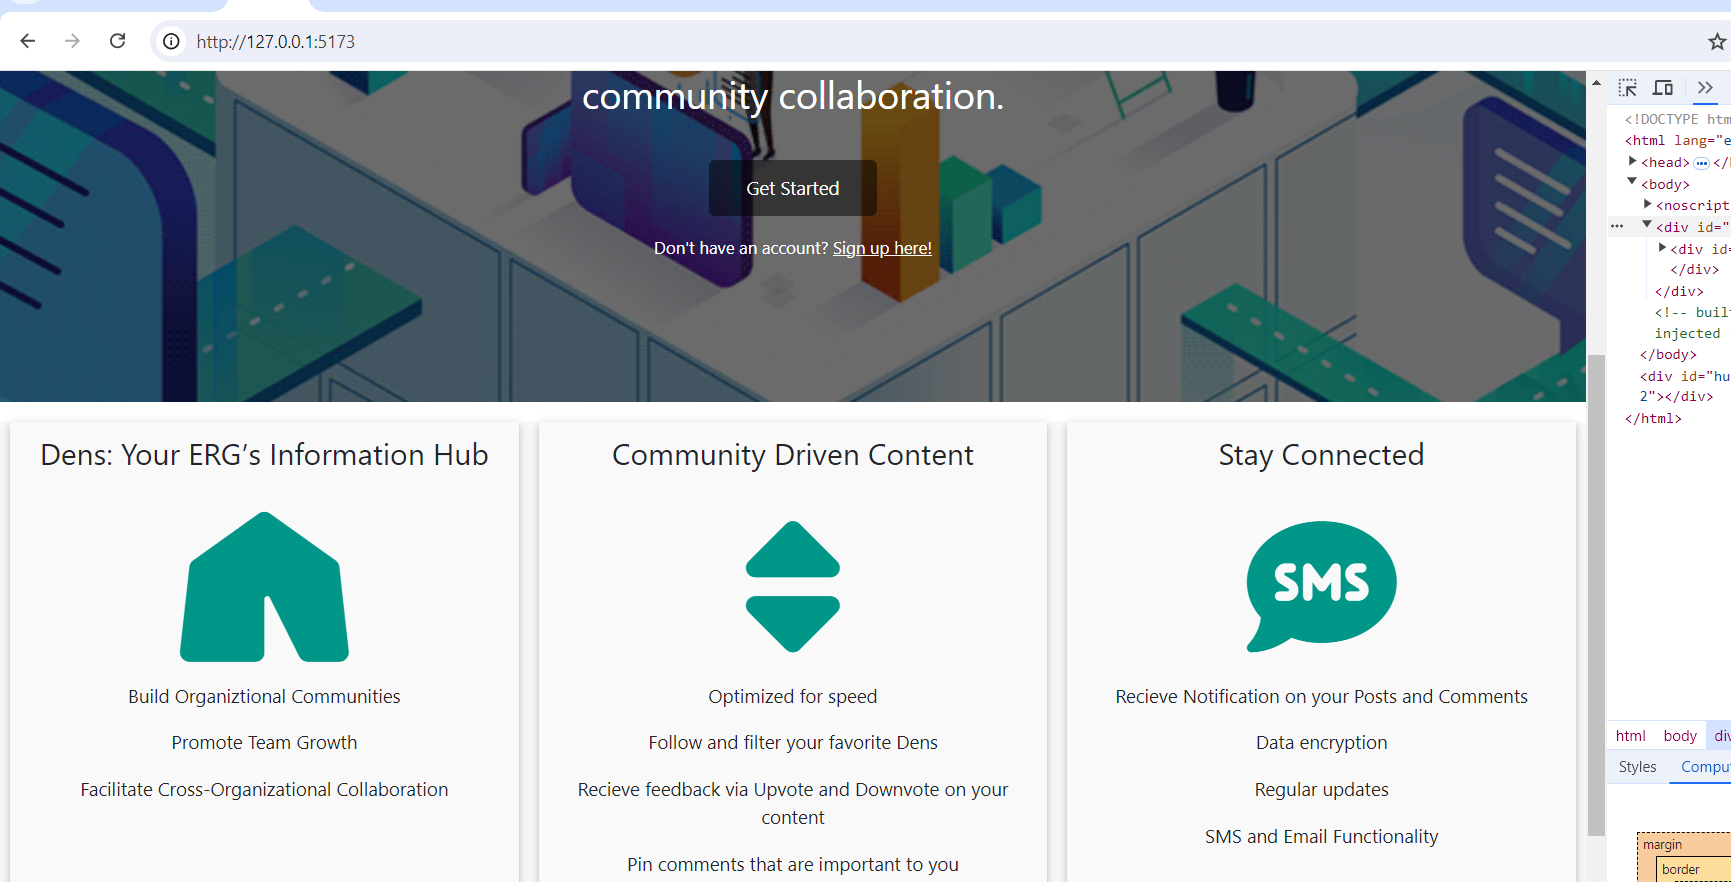 http://127.0.0.1:5173
community collaboration.
Get Started
Don't have an account? Sign up here!
Dens: Your ERG’s Information Hub
Build Organiztional Communities
Promote Team Growth
Facilitate Cross-Organizational Collaboration
Community Driven Content
Optimized for speed
Follow and filter your favorite Dens
Recieve feedback via Upvote and Downvote on your
content
Pin comments that are important to you
Stay Connected
SMS
Recieve Notification on your Posts and Comments
Data encryption
Regular updates
SMS and Email Functionality
<!DOCTYPE htm
<html lang="e
<head> ··· </
<body>
<noscript
··· <div id="
<div id=
</div>
</div>
<!-- buil
injected
</body>
<div id="hu
2"></div>
</html>
html body div
Styles Compu
margin
border